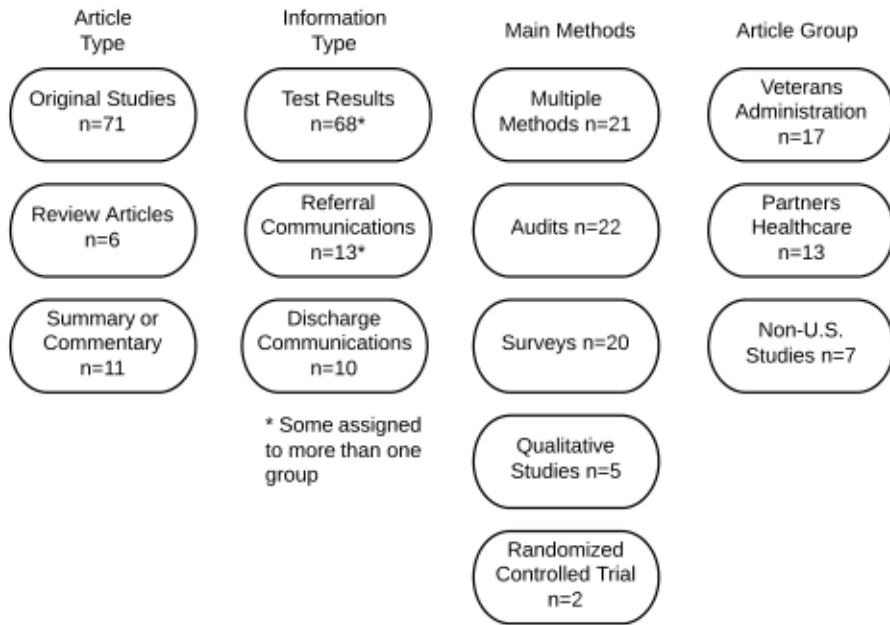 Article
Type
Original Studies
n=71
Review Articles
n=6
Summary or
Commentary
n=11
Information
Type
Test Results
n=68*
Referral
Communications
n=13*
Discharge
Communications
n=10
* Some assigned
to more than one
group
Main Methods
Multiple
Methods n=21
Audits n=22
Surveys n=20
Qualitative
Studies n=5
Randomized
Controlled Trial
n=2
Article Group
Veterans
Administration
n=17
Partners
Healthcare
n=13
Non-U.S.
Studies n=7